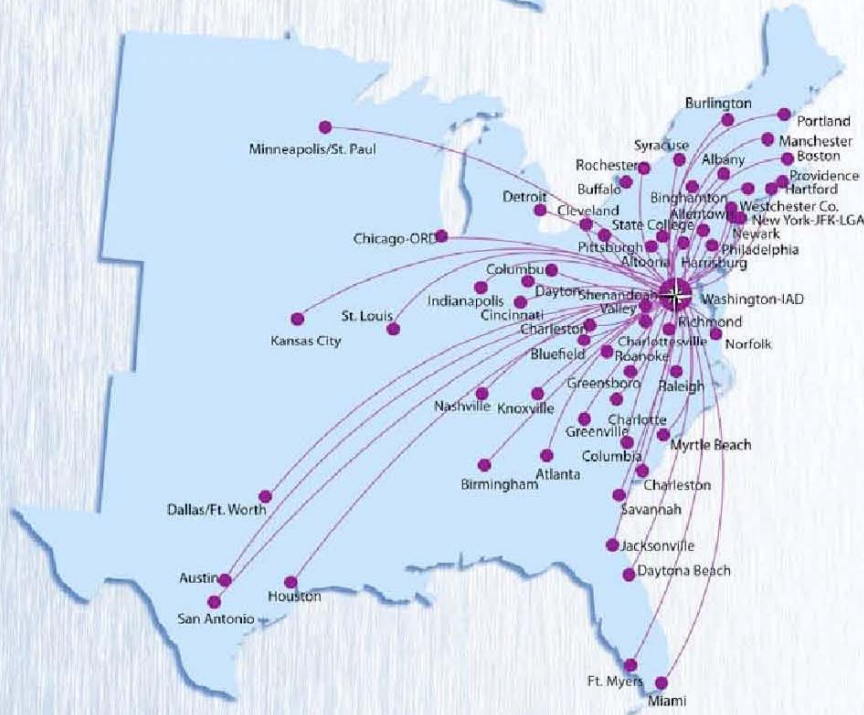 Burlington
Portland
Minneapolis/St. Paul
Syracuse
Manchester
Albany
Boston
Rochester
Providence
Buffalo
Hartford
Binghamton
Detroit
Westchester Co.
Cleveland
Allentown
New York-JFK-LGA
State College
Newark
Chicago-ORD
Pittsburgh
Philadelphia
Altoona
Harrisburg
Columbu
Dayton
Shenandoah
Valley
Washington-IAD
Indianapolis
Cincinnati
St. Louis
Kansas City
Charleston
Richmond
Charlottesville
Norfolk
Bluefield
Roanoke
Greensboro
Raleigh
Nashville
Knoxville
Charlotte
Greenville
Myrtle Beach
Columbia
Atlanta
Birmingham
Charleston
Dallas/Ft. Worth
Savannah
Jacksonville
Daytona Beach
Austin
Houston
San Antonio
Ft. Myers
Miami